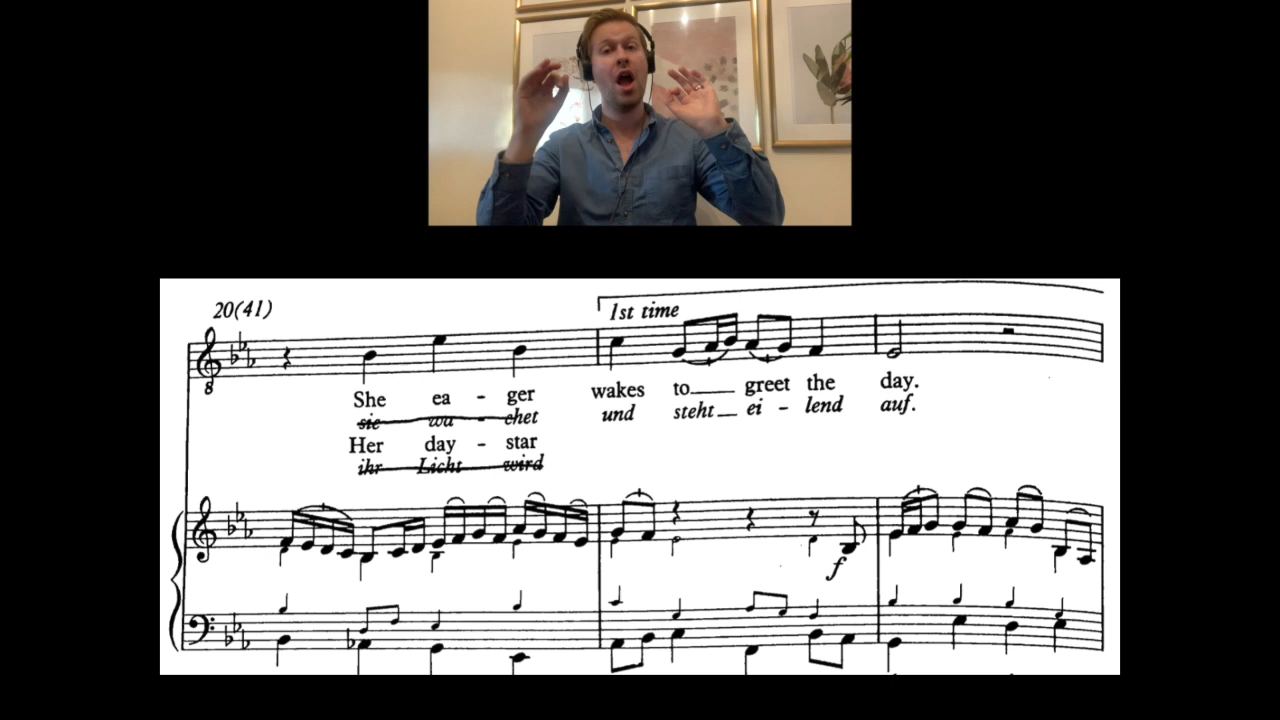 20(41)
1st time
8
She ea - ger wakes to greet the day.
sie wa - chet und steht ei - lend auf.
Her day - star
ihr Licht wird
f